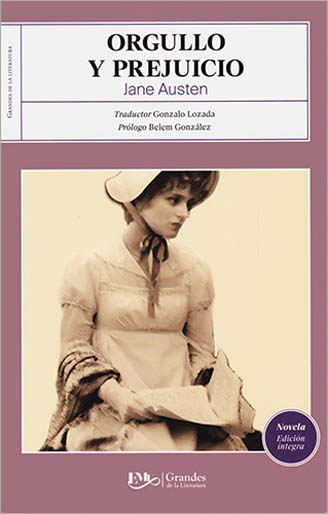 GRANDES DE LA LITERATURA
ORGULLO
Y PREJUICIO
Jane Austen
Traductor Gonzalo Lozada
Prólogo Belem González
Novela
Edición
íntegra
EMU
Grandes
de la Literatura